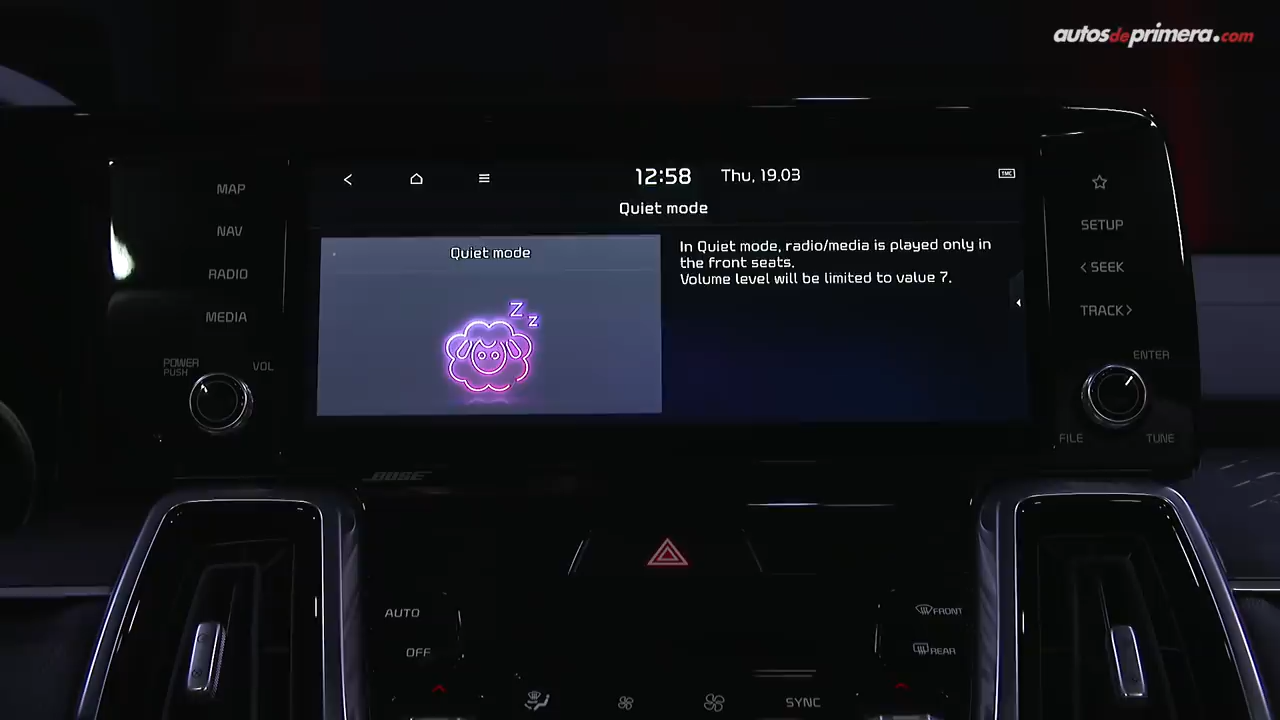 autosdeprimera.com
12:58 Thu, 19.03
TMC
Quiet mode
Quiet mode
In Quiet mode, radio/media is played only in
the front seats.
Volume level will be limited to value 7.
Z z
MAP
NAV
RADIO
MEDIA
POWER
PUSH
VOL
SETUP
< SEEK
TRACK >
ENTER
FILE
TUNE
BOSE
AUTO
OFF
FRONT
REAR
SYNC